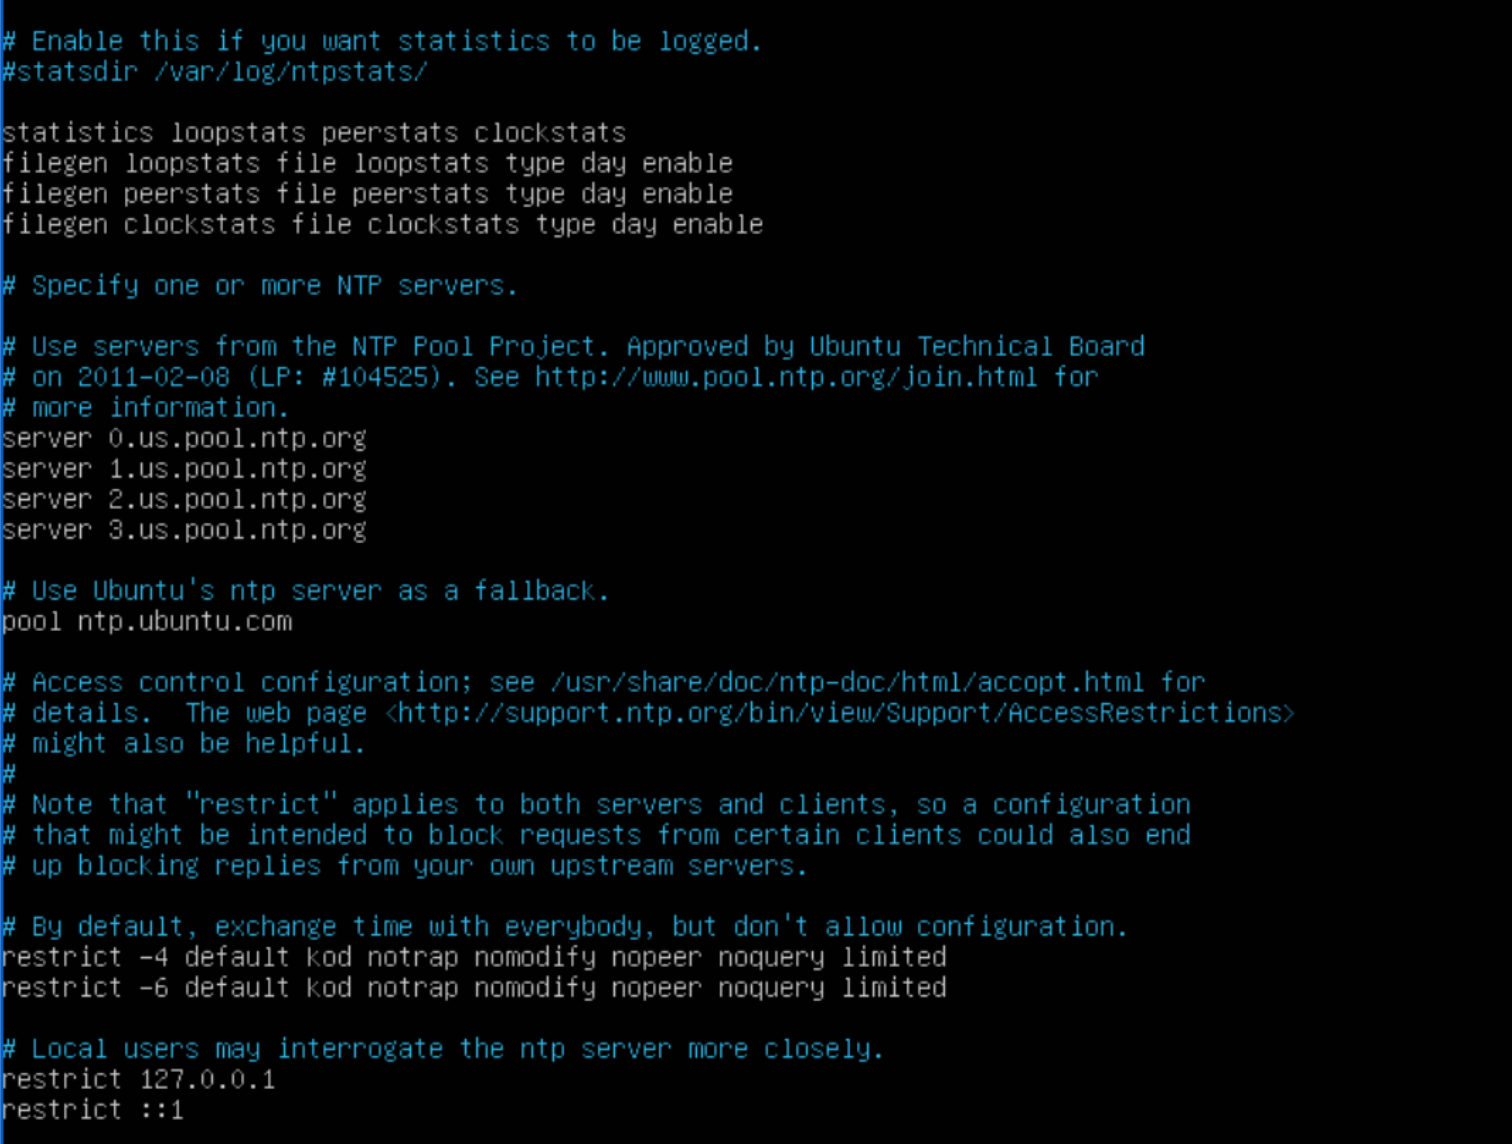 # Enable this if you want statistics to be logged.
#statsdir /var/log/ntpstats/
statistics loopstats peerstats clockstats
filegen loopstats file loopstats type day enable
filegen peerstats file peerstats type day enable
filegen clockstats file clockstats type day enable
# Specify one or more NTP servers.
# Use servers from the NTP Pool Project. Approved by Ubuntu Technical Board
# on 2011-02-08 (LP: #104525). See http://www.pool.ntp.org/join.html for
# more information.
server 0.us.pool.ntp.org
server 1.us.pool.ntp.org
server 2.us.pool.ntp.org
server 3.us.pool.ntp.org
# Use Ubuntu's ntp server as a fallback.
pool ntp.ubuntu.com
# Access control configuration; see /usr/share/doc/ntp-doc/html/accopt.html for
# details.  The web page <http://support.ntp.org/bin/view/Support/AccessRestrictions>
# might also be helpful.
#
# Note that "restrict" applies to both servers and clients, so a configuration
# that might be intended to block requests from certain clients could also end
# up blocking replies from your own upstream servers.
# By default, exchange time with everybody, but don't allow configuration.
restrict -4 default kod notrap nomodify nopeer noquery limited
restrict -6 default kod notrap nomodify nopeer noquery limited
# Local users may interrogate the ntp server more closely.
restrict 127.0.0.1
restrict ::1